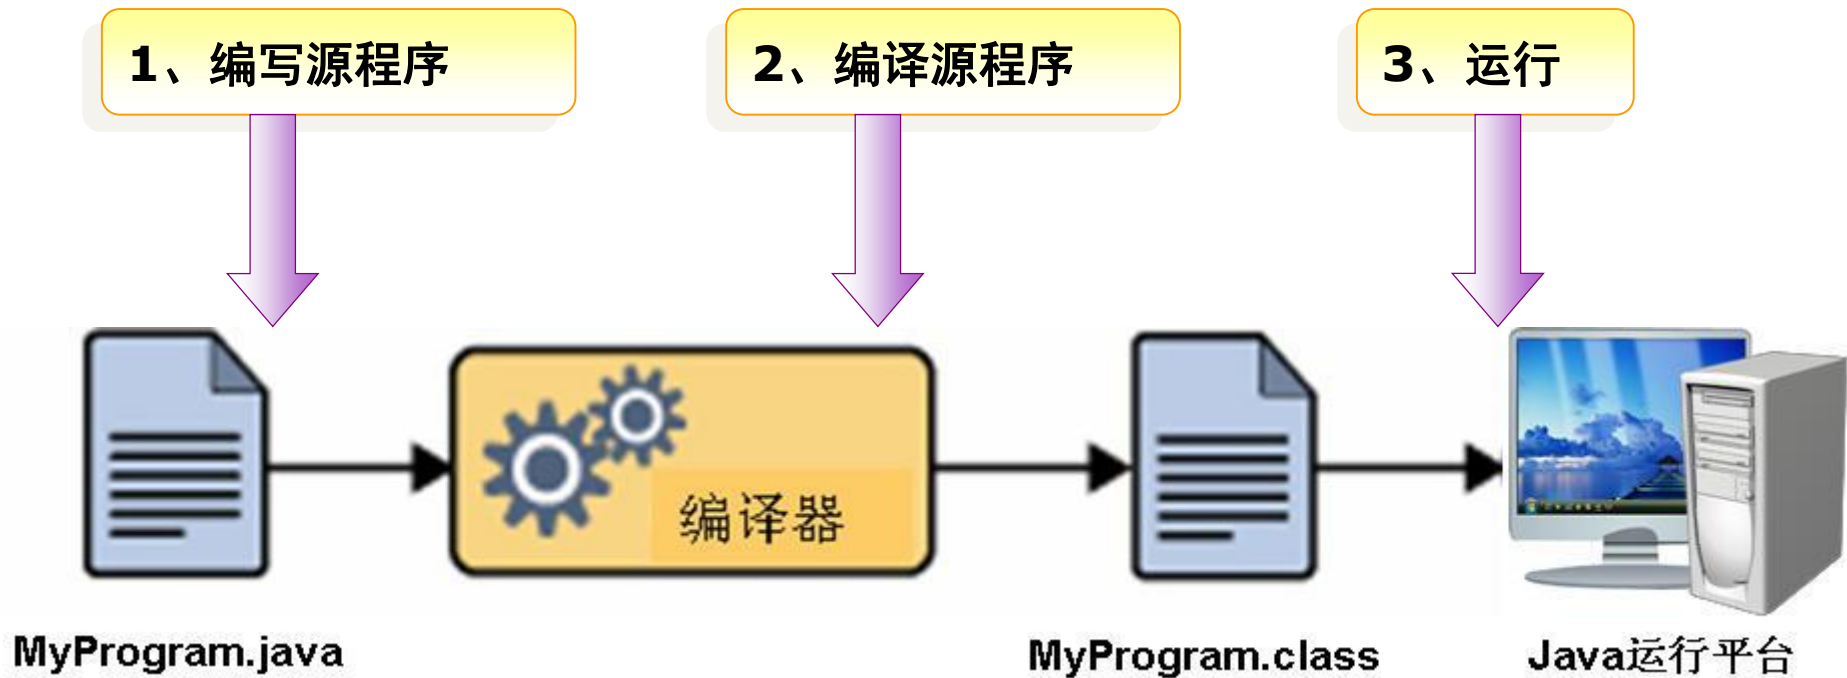 1、编写源程序
2、编译源程序
3、运行
编译器
MyProgram.java
MyProgram.class
Java运行平台